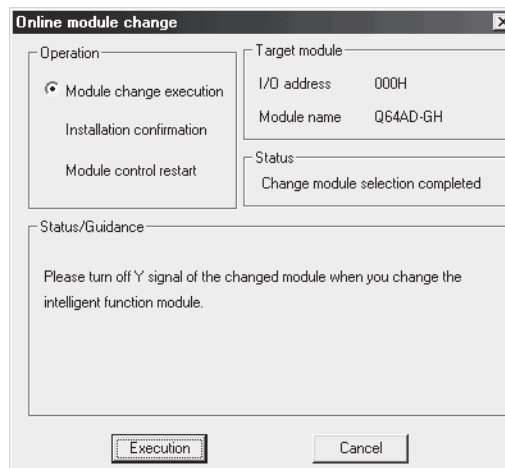 Online module change
Operation
Module change execution
Installation confirmation
Module control restart
Target module
I/O address 000H
Module name Q64AD-GH
Status
Change module selection completed
Status/Guidance
Please turn off Y signal of the changed module when you change the
intelligent function module.
Execution Cancel